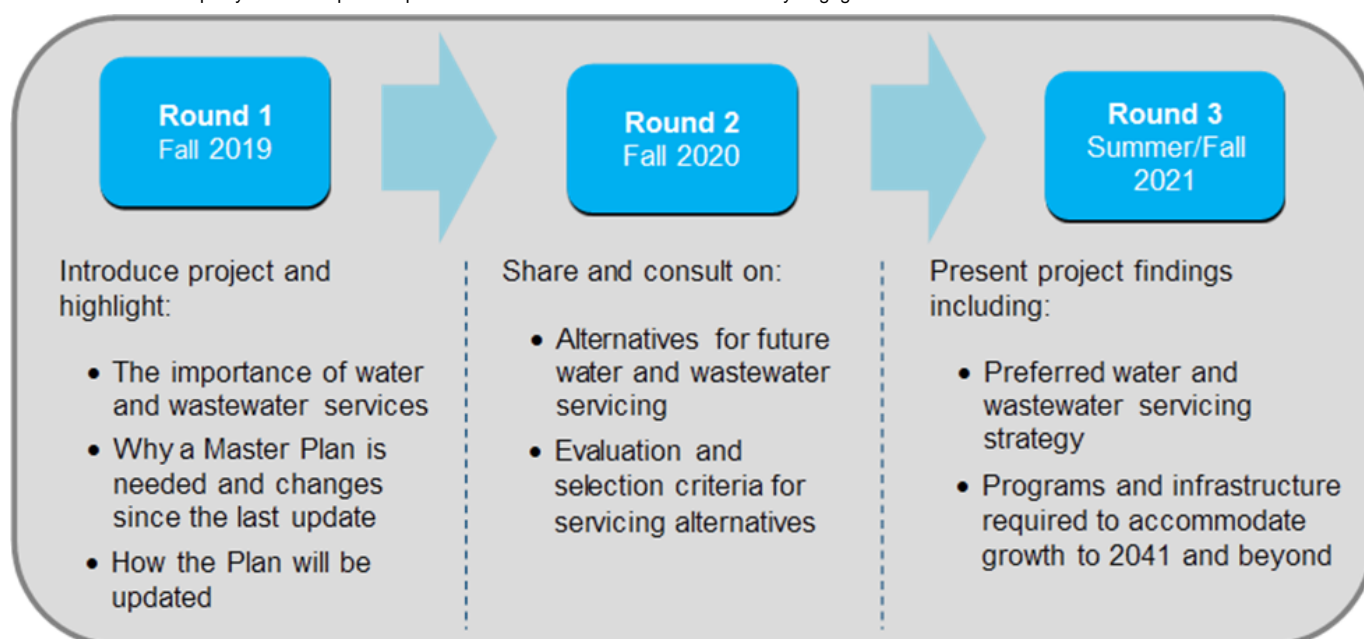 Round 1
Fall 2019
Round 2
Fall 2020
Round 3
Summer/Fall
2021
Introduce project and
highlight:
• The importance of water
and wastewater services
• Why a Master Plan is
needed and changes
since the last update
• How the Plan will be
updated
Share and consult on:
• Alternatives for future
water and wastewater
servicing
• Evaluation and
selection criteria for
servicing alternatives
Present project findings
including:
• Preferred water and
wastewater servicing
strategy
• Programs and infrastructure
required to accommodate
growth to 2041 and beyond